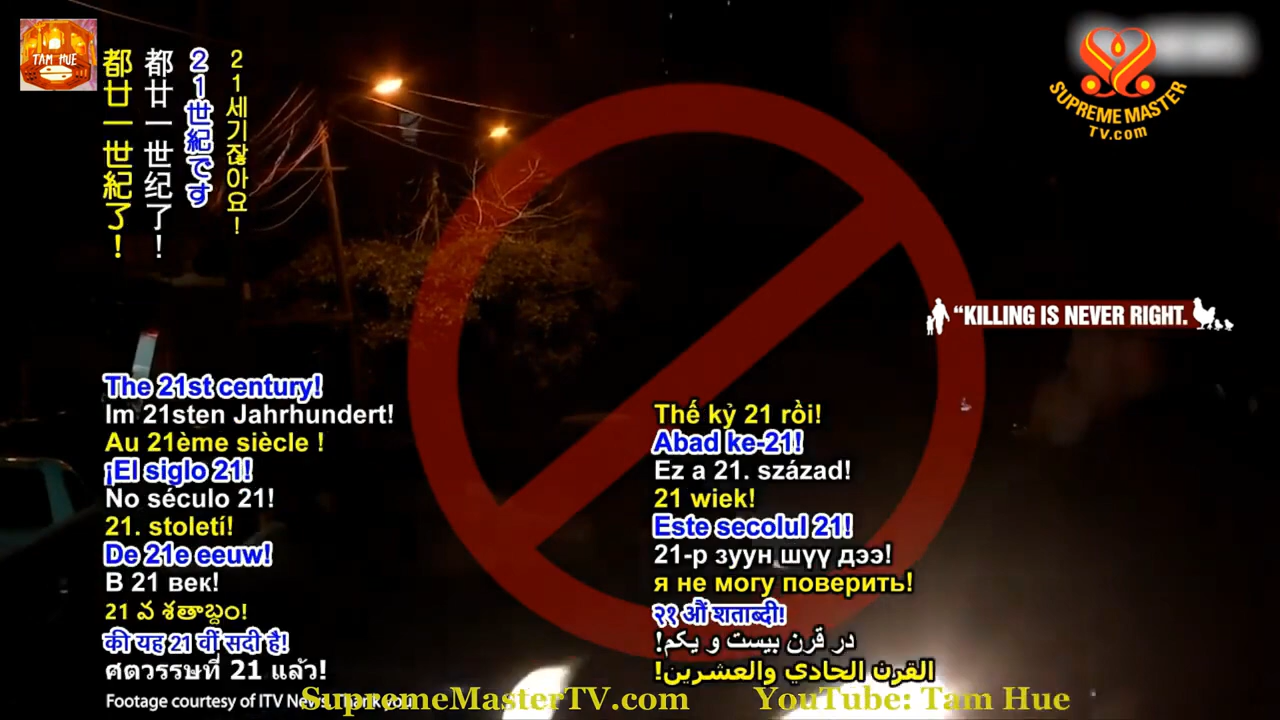 TAM HUE
都廿一世紀了！
都廿一世纪了！
21世紀です
21세기잖아요!
SUPREME MASTER
TV.com
“KILLING IS NEVER RIGHT.
The 21st century!
Im 21sten Jahrhundert!
Au 21ème siècle !
¡El siglo 21!
No século 21!
21. století!
De 21e eeuw!
В 21 век!
21 వ శతాబ్దం!
की यह 21 वीं सदी है!
ศตวรรษที่ 21 แล้ว!
Thế kỷ 21 rồi!
Abad ke-21!
Ez a 21. század!
21 wiek!
Este secolul 21!
21-р зуун шүү дээ!
я не могу поверить!
२१ औं शताब्दी!
در قرن بیست و یکم!
القرن الحادي والعشرين!
Footage courtesy of ITV News, Thank you
SupremeMasterTV.com YouTube: Tam Hue